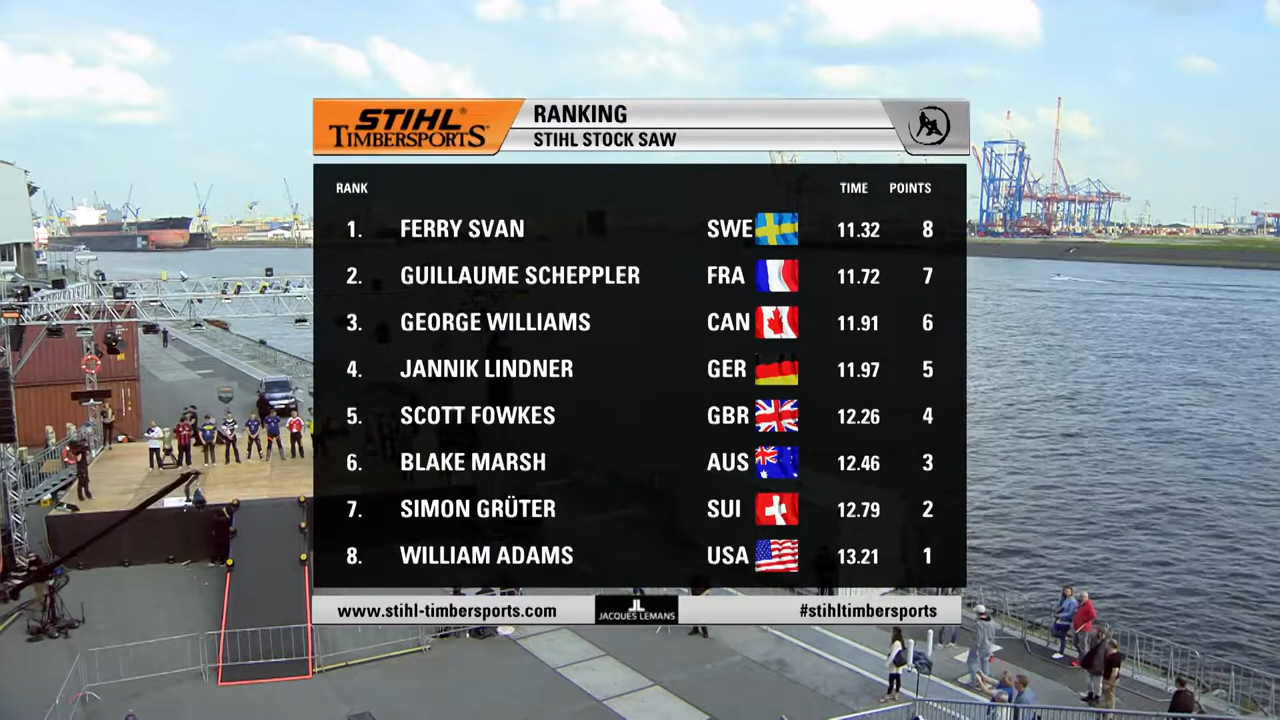 STIHL®
TIMBERSPORTS®
RANKING
STIHL STOCK SAW
RANK TIME POINTS
1. FERRY SVAN SWE 11.32 8
2. GUILLAUME SCHEPPLER FRA 11.72 7
3. GEORGE WILLIAMS CAN 11.91 6
4. JANNIK LINDNER GER 11.97 5
5. SCOTT FOWKES GBR 12.26 4
6. BLAKE MARSH AUS 12.46 3
7. SIMON GRÜTER SUI 12.79 2
8. WILLIAM ADAMS USA 13.21 1
www.stihl-timbersports.com JL JACQUES LEMANS #stihltimbersports